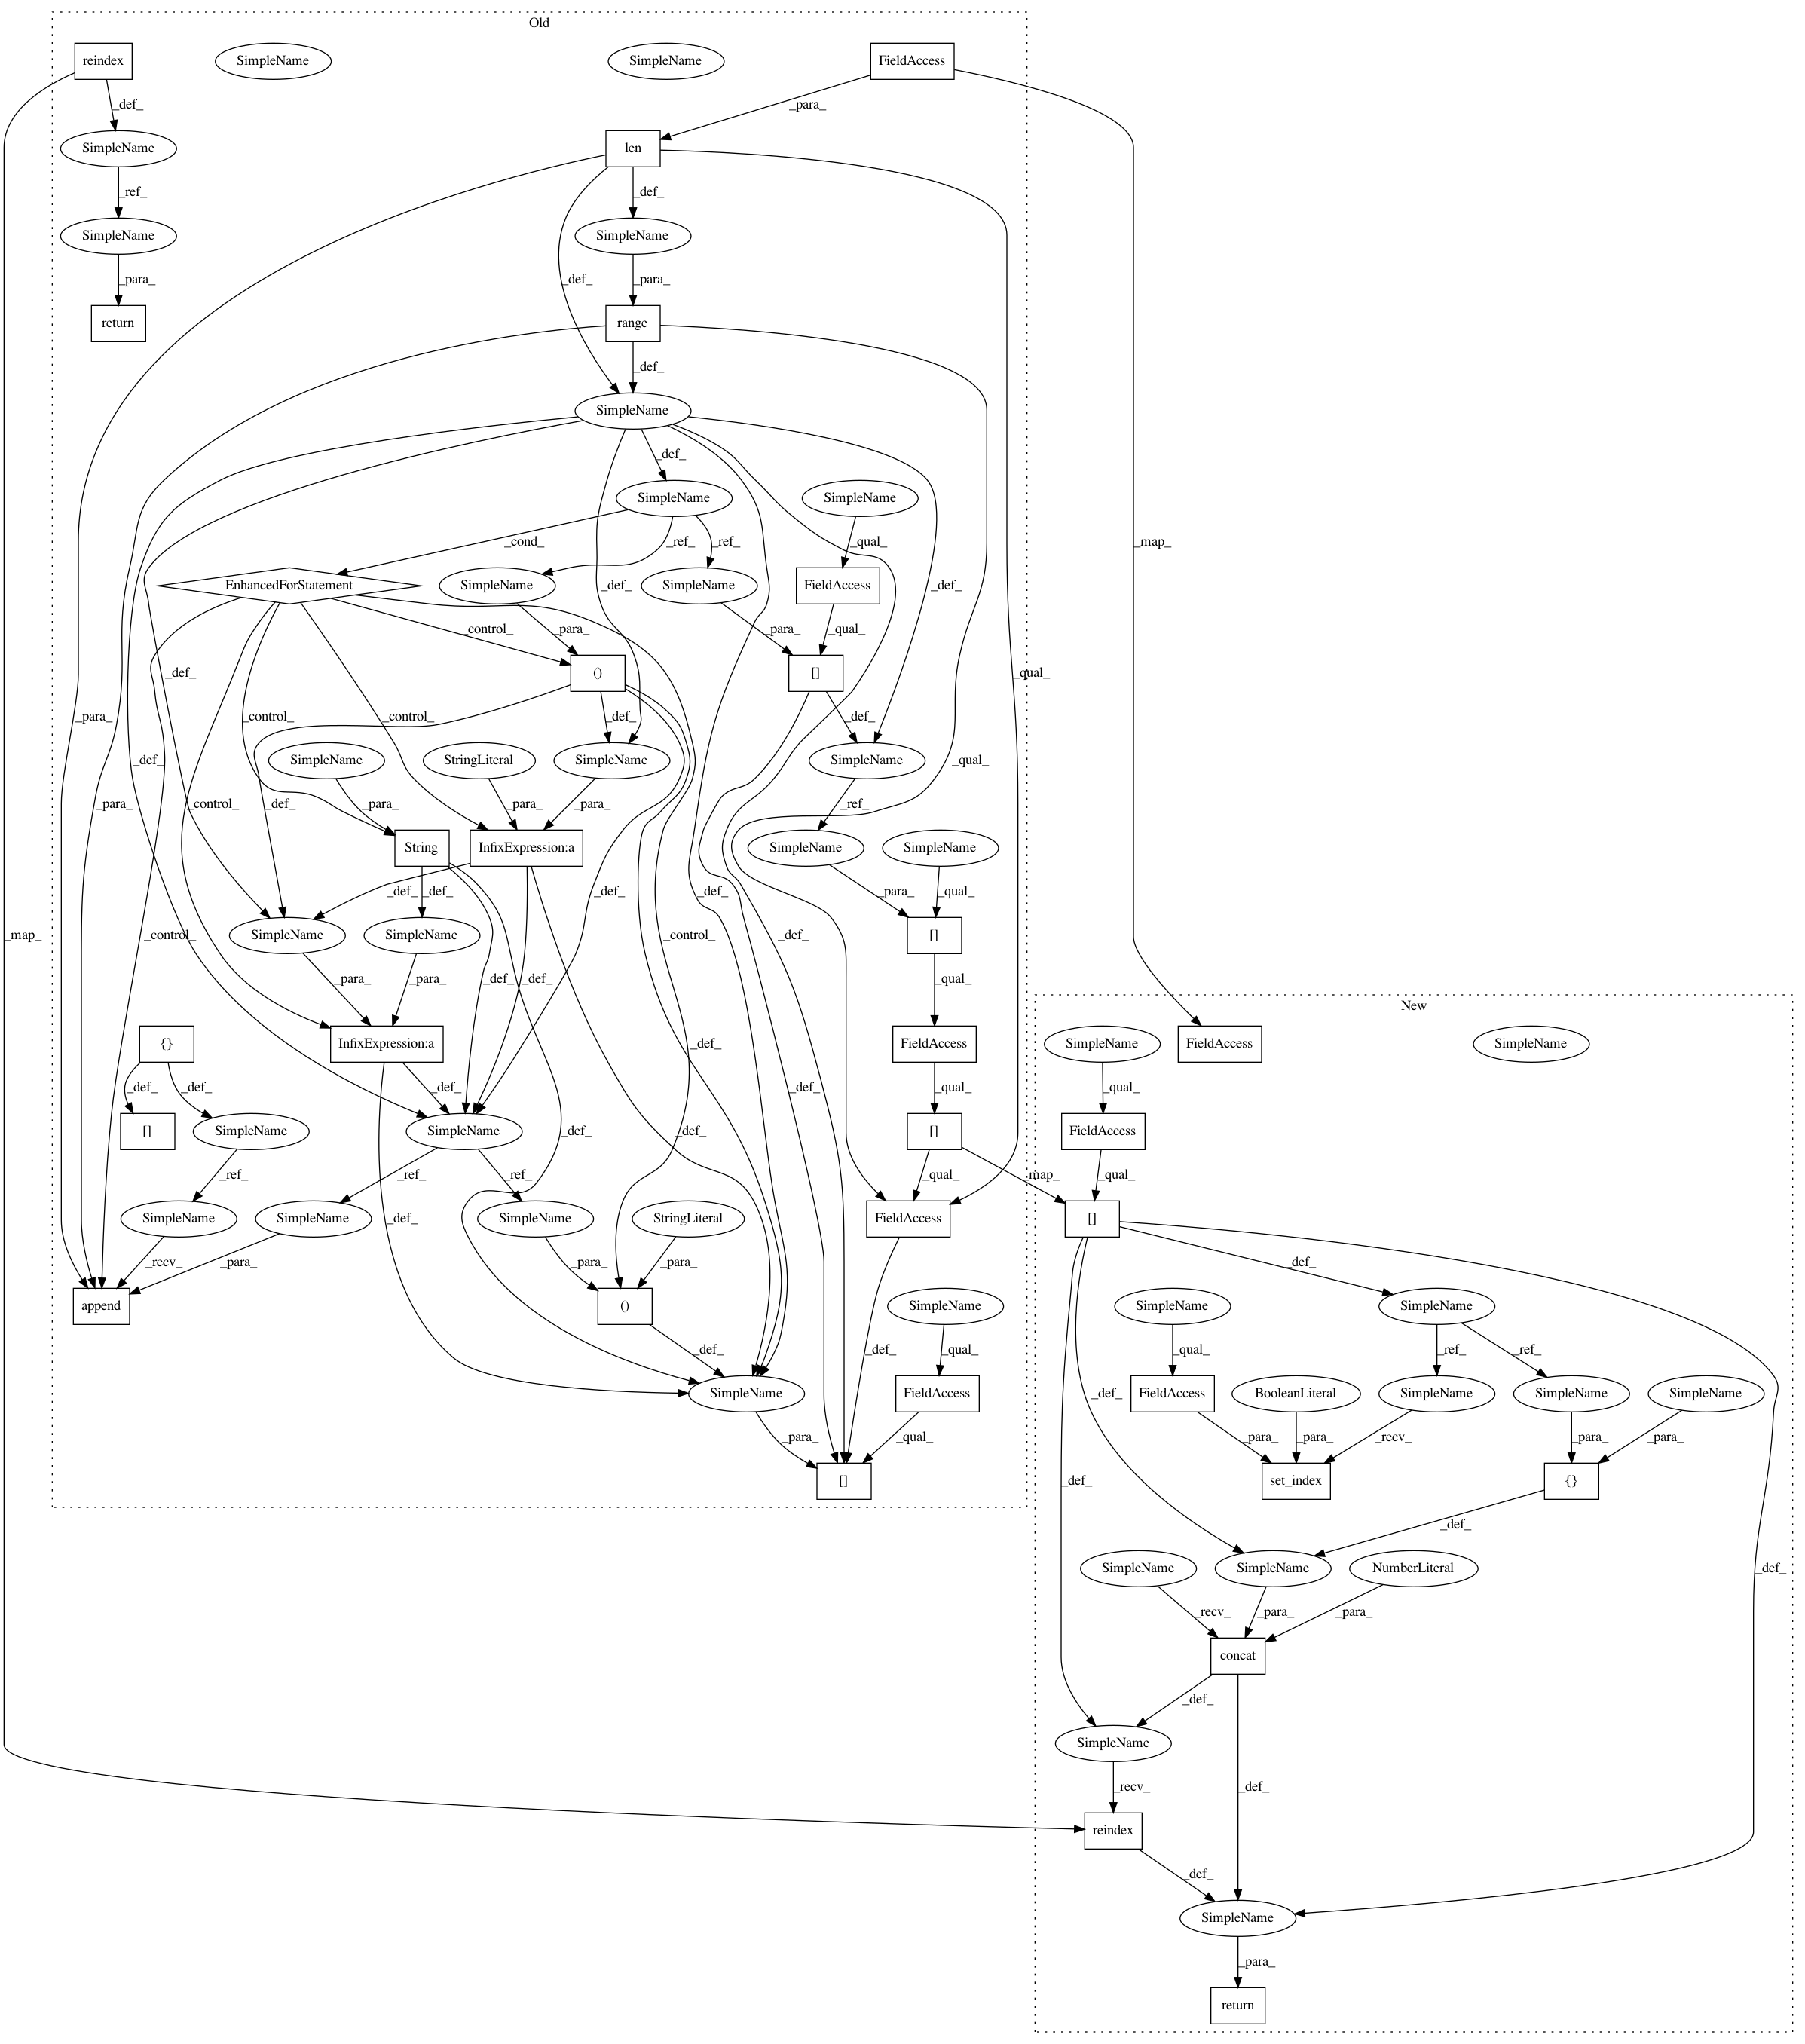 Old
reindex
SimpleName
SimpleName
FieldAccess
_def_
_para_
SimpleName
len
_ref_
_def_
SimpleName
SimpleName
_para_
_def_
_para_
return
range
_def_
SimpleName
_def_
SimpleName
SimpleName
_cond_
_ref_
_ref_
_qual_
_map_
EnhancedForStatement
SimpleName
SimpleName
FieldAccess
_def_
_def_
_control_
_para_
_para_
_qual_
()
[]
_def_
_qual_
_para_
_control_
_control_
_def_
_def_
SimpleName
StringLiteral
SimpleName
SimpleName
_def_
_qual_
_control_
_para_
_def_
_para_
_para_
_para_
_ref_
String
InfixExpression:a
SimpleName
SimpleName
_def_
_def_
_def_
_def_
_para_
_qual_
SimpleName
SimpleName
[]
_map_
_control_
_control_
_def_
_para_
_para_
_def_
_def_
_qual_
New
{}
InfixExpression:a
FieldAccess
SimpleName
FieldAccess
SimpleName
_def_
_def_
_def_
_def_
_def_
_qual_
_qual_
[]
SimpleName
SimpleName
[]
FieldAccess
_def_
_def_
_ref_
_ref_
_ref_
_qual_
_map_
_qual_
SimpleName
SimpleName
SimpleName
StringLiteral
FieldAccess
[]
_def_
_recv_
_para_
_para_
_para_
_def_
append
()
SimpleName
SimpleName
SimpleName
_def_
_def_
_qual_
_qual_
_ref_
_ref_
SimpleName
FieldAccess
FieldAccess
BooleanLiteral
SimpleName
SimpleName
SimpleName
_def_
_para_
_qual_
_para_
_para_
_recv_
_para_
_para_
[]
_def_
set_index
{}
_def_
SimpleName
SimpleName
NumberLiteral
_def_
_recv_
_para_
_para_
concat
_def_
SimpleName
_recv_
_def_
reindex
_def_
SimpleName
_para_
return